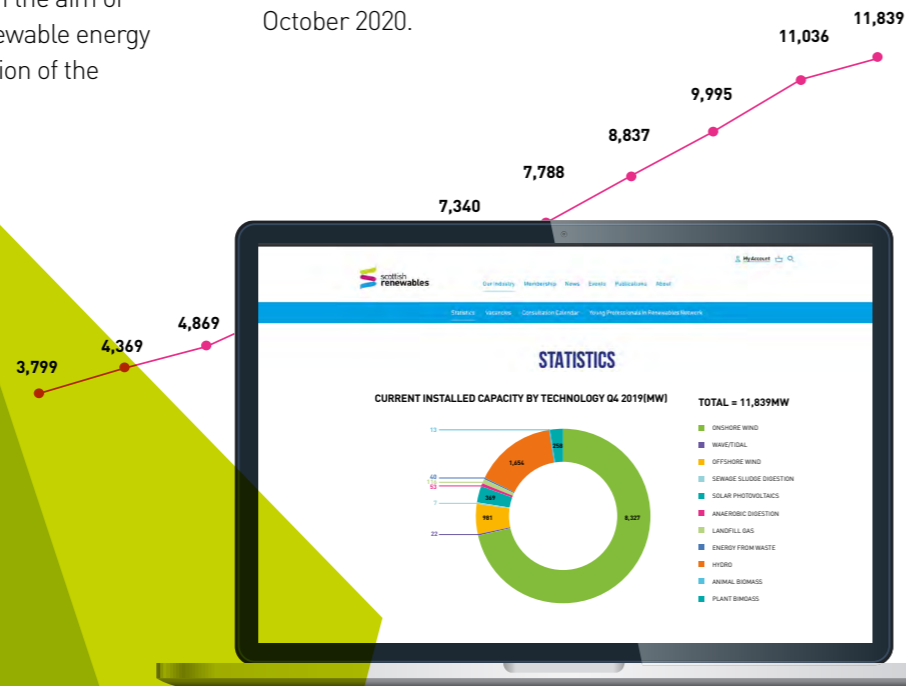 n the aim of
ewable energy
ion of the
October 2020.
11,839
11,036
9,995
8,837
7,788
7,340
4,869
4,369
3,799
My Account
scottish
renewables
Our Industry Membership News Events Publications About
Statistics Vacancies Consultation Calendar Young Professionals in Renewables Network
STATISTICS
CURRENT INSTALLED CAPACITY BY TECHNOLOGY Q4 2019(MW)
13
258
1,654
48
53
369
7
981
22
8,327
TOTAL = 11,839MW
ONSHORE WIND
WAVE/TIDAL
OFFSHORE WIND
SEWAGE SLUDGE DIGESTION
SOLAR PHOTOVOLTAICS
ANAEROBIC DIGESTION
LANDFILL GAS
ENERGY FROM WASTE
HYDRO
ANIMAL BIOMASS
PLANT BIMOASS